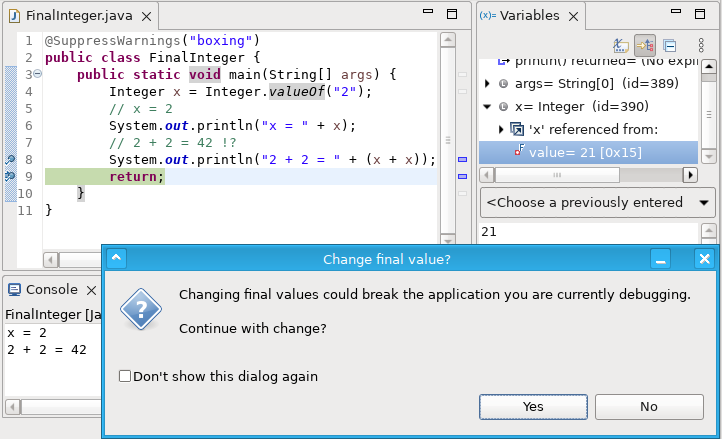 FinalInteger.java
1 @SuppressWarnings("boxing")
2 public class FinalInteger {
3 public static void main(String[] args) {
4 Integer x = Integer.valueOf("2");
5 // x = 2
6 System.out.println("x = " + x);
7 // 2 + 2 = 42 !?
8 System.out.println("2 + 2 = " + (x + x));
9 return;
10 }
11 }
(x)= Variables
println() returned= (No expli
args= String[0] (id=389)
x= Integer (id=390)
'x' referenced from:
value= 21 [0x15]
<Choose a previously entered
21
Console
FinalInteger [Ja
x = 2
2 + 2 = 42
Change final value?
Changing final values could break the application you are currently debugging.
Continue with change?
Don't show this dialog again
Yes
No